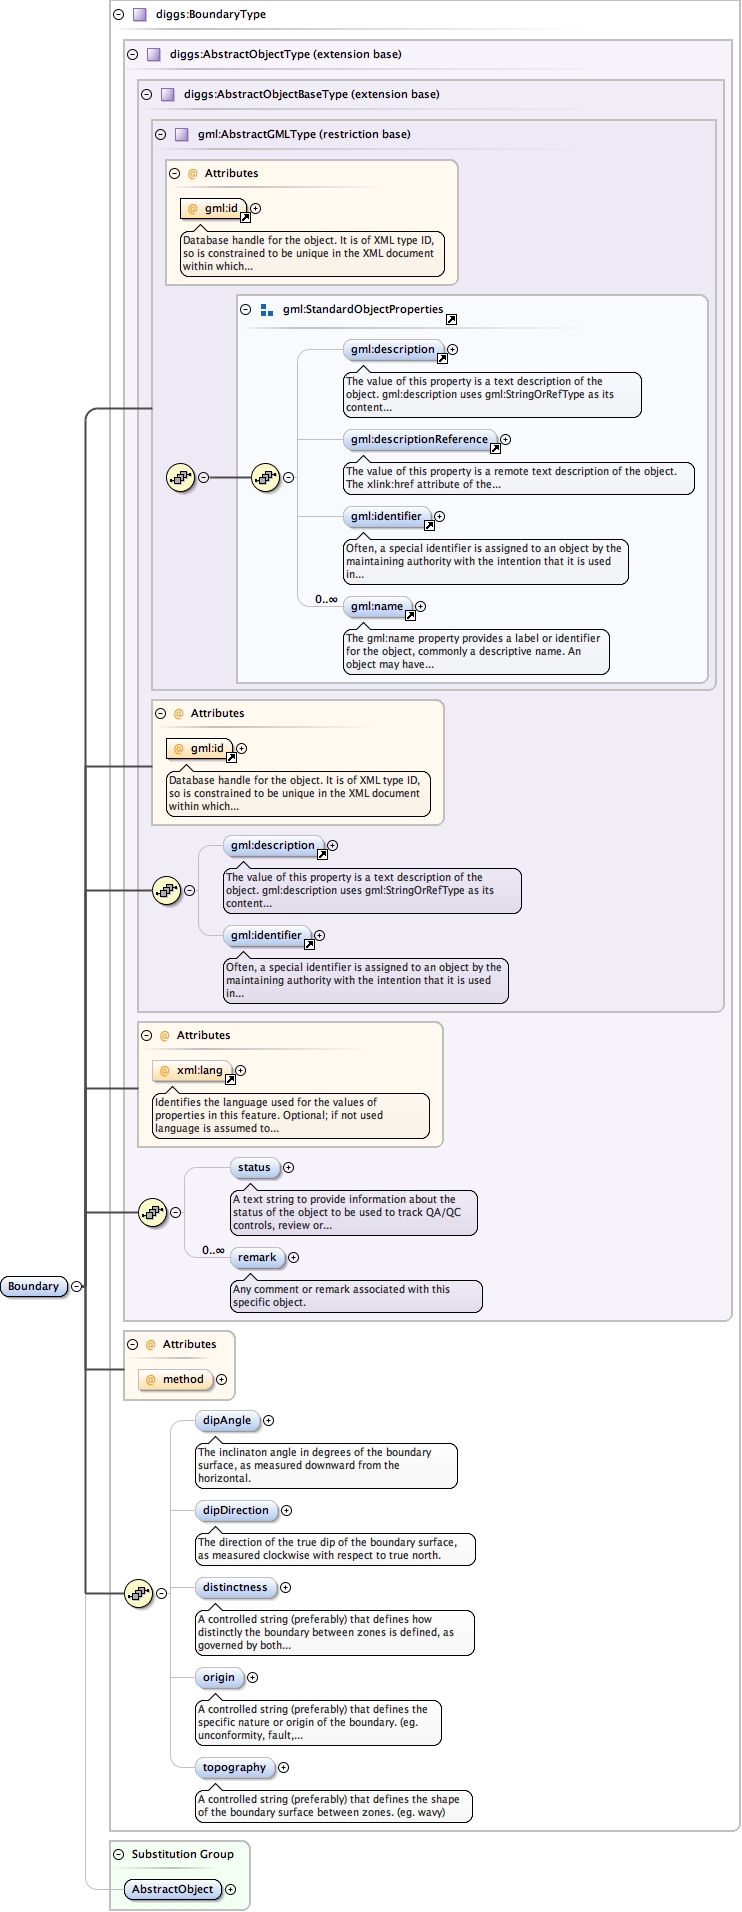 diggs:BoundaryType
diggs:AbstractObjectType (extension base)
diggs:AbstractObjectBaseType (extension base)
gml:AbstractGMLType (restriction base)
@ Attributes
@ gml:id
Database handle for the object. It is of XML type ID,
so is constrained to be unique in the XML document
within which...
gml:StandardObjectProperties
gml:description
The value of this property is a text description of the
object. gml:description uses gml:StringOrRefType as its
content...
gml:descriptionReference
The value of this property is a remote text description of the object.
The xlink:href attribute of the...
gml:identifier
Often, a special identifier is assigned to an object by the
maintaining authority with the intention that it is used
in...
0..∞
gml:name
The gml:name property provides a label or identifier
for the object, commonly a descriptive name. An
object may have...
@ Attributes
@ gml:id
Database handle for the object. It is of XML type ID,
so is constrained to be unique in the XML document
within which...
gml:description
The value of this property is a text description of the
object. gml:description uses gml:StringOrRefType as its
content...
gml:identifier
Often, a special identifier is assigned to an object by the
maintaining authority with the intention that it is used
in...
@ Attributes
@ xml:lang
Identifies the language used for the values of
properties in this feature. Optional; if not used
language is assumed to...
status
A text string to provide information about the
status of the object to be used to track QA/QC
controls, review or...
0..∞
remark
Any comment or remark associated with this
specific object.
Boundary
@ Attributes
@ method
dipAngle
The inclinaton angle in degrees of the boundary
surface, as measured downward from the
horizontal.
dipDirection
The direction of the true dip of the boundary surface,
as measured clockwise with respect to true north.
distinctness
A controlled string (preferably) that defines how
distinctly the boundary between zones is defined, as
governed by both...
origin
A controlled string (preferably) that defines the
specific nature or origin of the boundary. (eg.
unconformity, fault,...
topography
A controlled string (preferably) that defines the shape
of the boundary surface between zones. (eg. wavy)
Substitution Group
AbstractObject